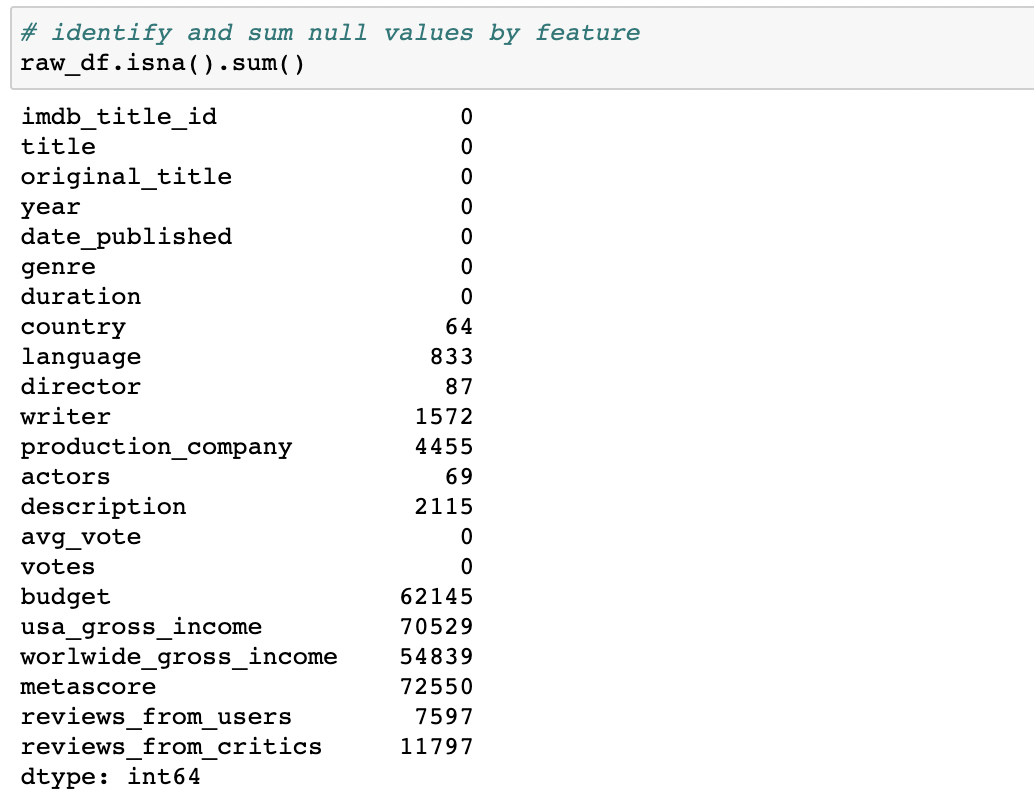 # identify and sum null values by feature
raw_df.isna().sum()
imdb_title_id 0
title 0
original_title 0
year 0
date_published 0
genre 0
duration 0
country 64
language 833
director 87
writer 1572
production_company 4455
actors 69
description 2115
avg_vote 0
votes 0
budget 62145
usa_gross_income 70529
worlwide_gross_income 54839
metascore 72550
reviews_from_users 7597
reviews_from_critics 11797
dtype: int64